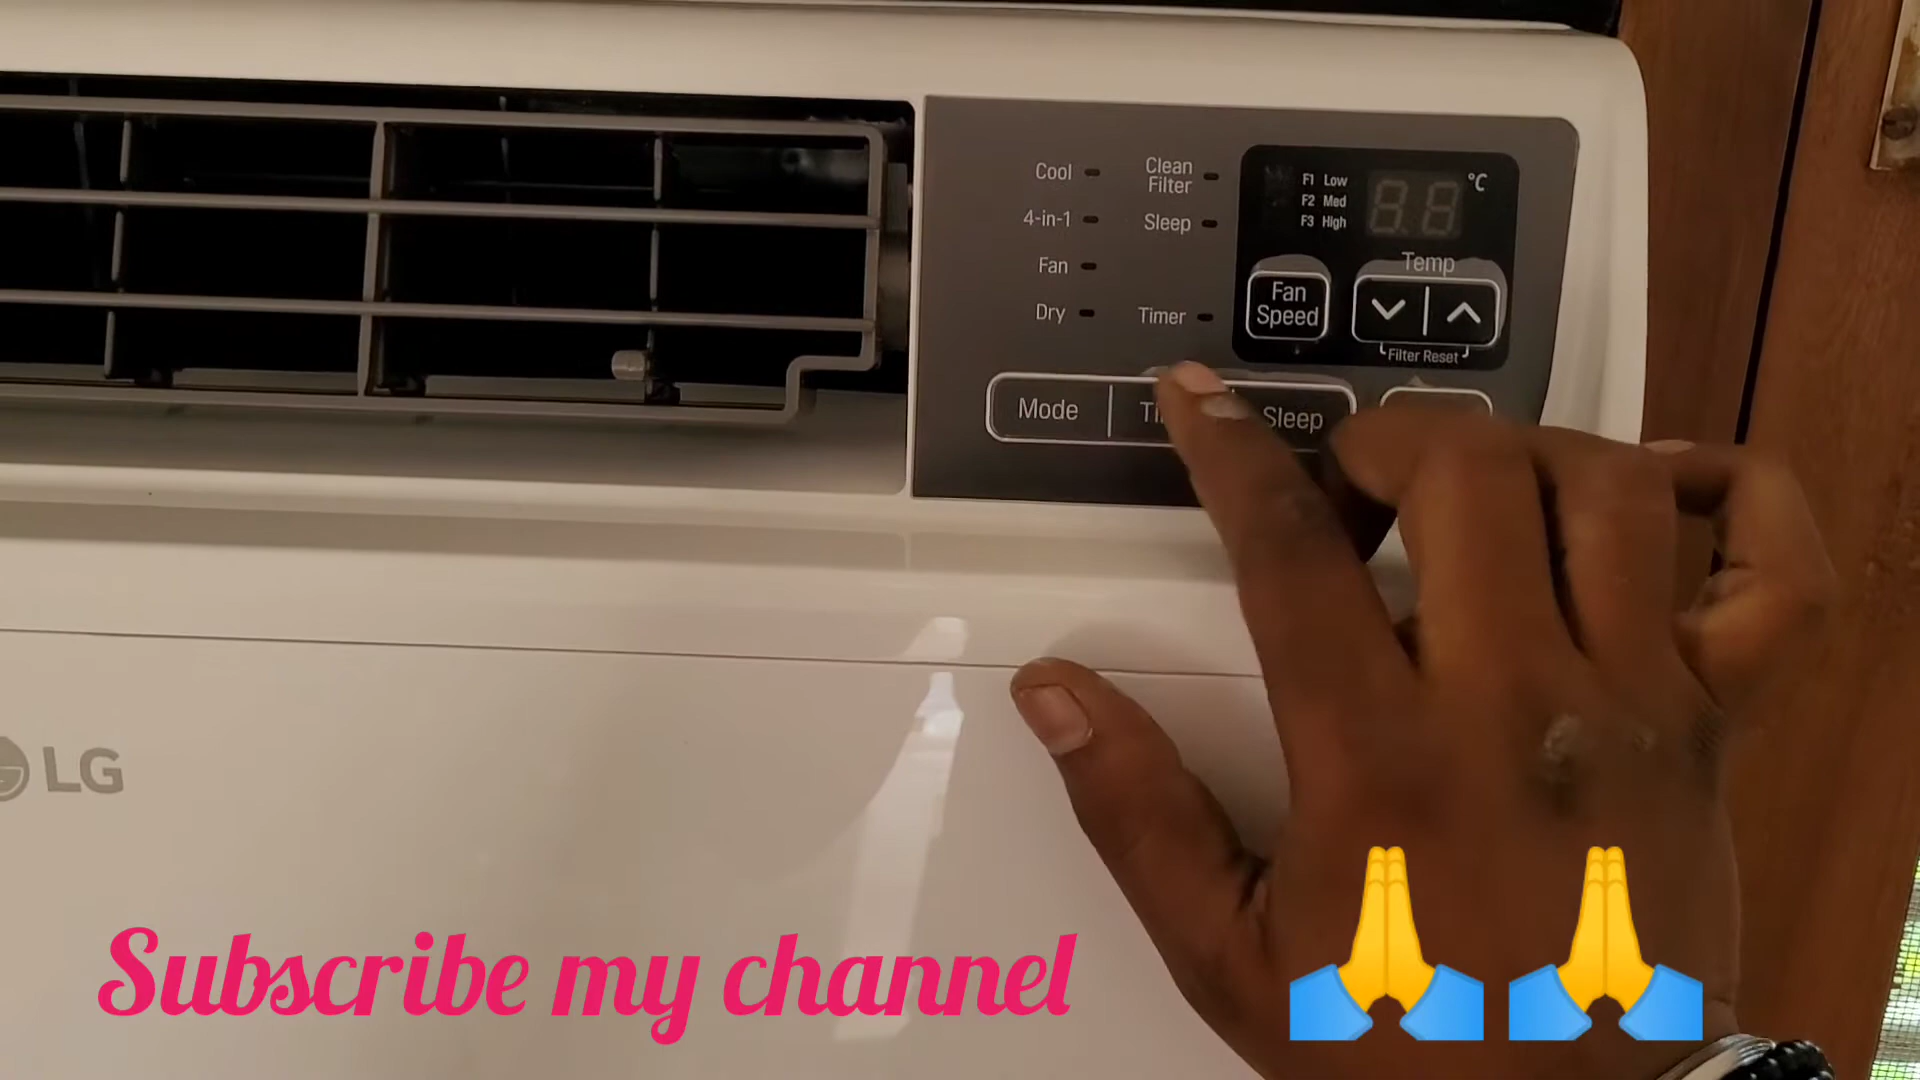 Cool
Clean
Filter
4-in-1
Sleep
Fan
Dry
Timer
F1 Low
F2 Med
F3 High
°C
Temp
Fan
Speed
Filter Reset
Mode
Sleep
LG
Subscribe my channel